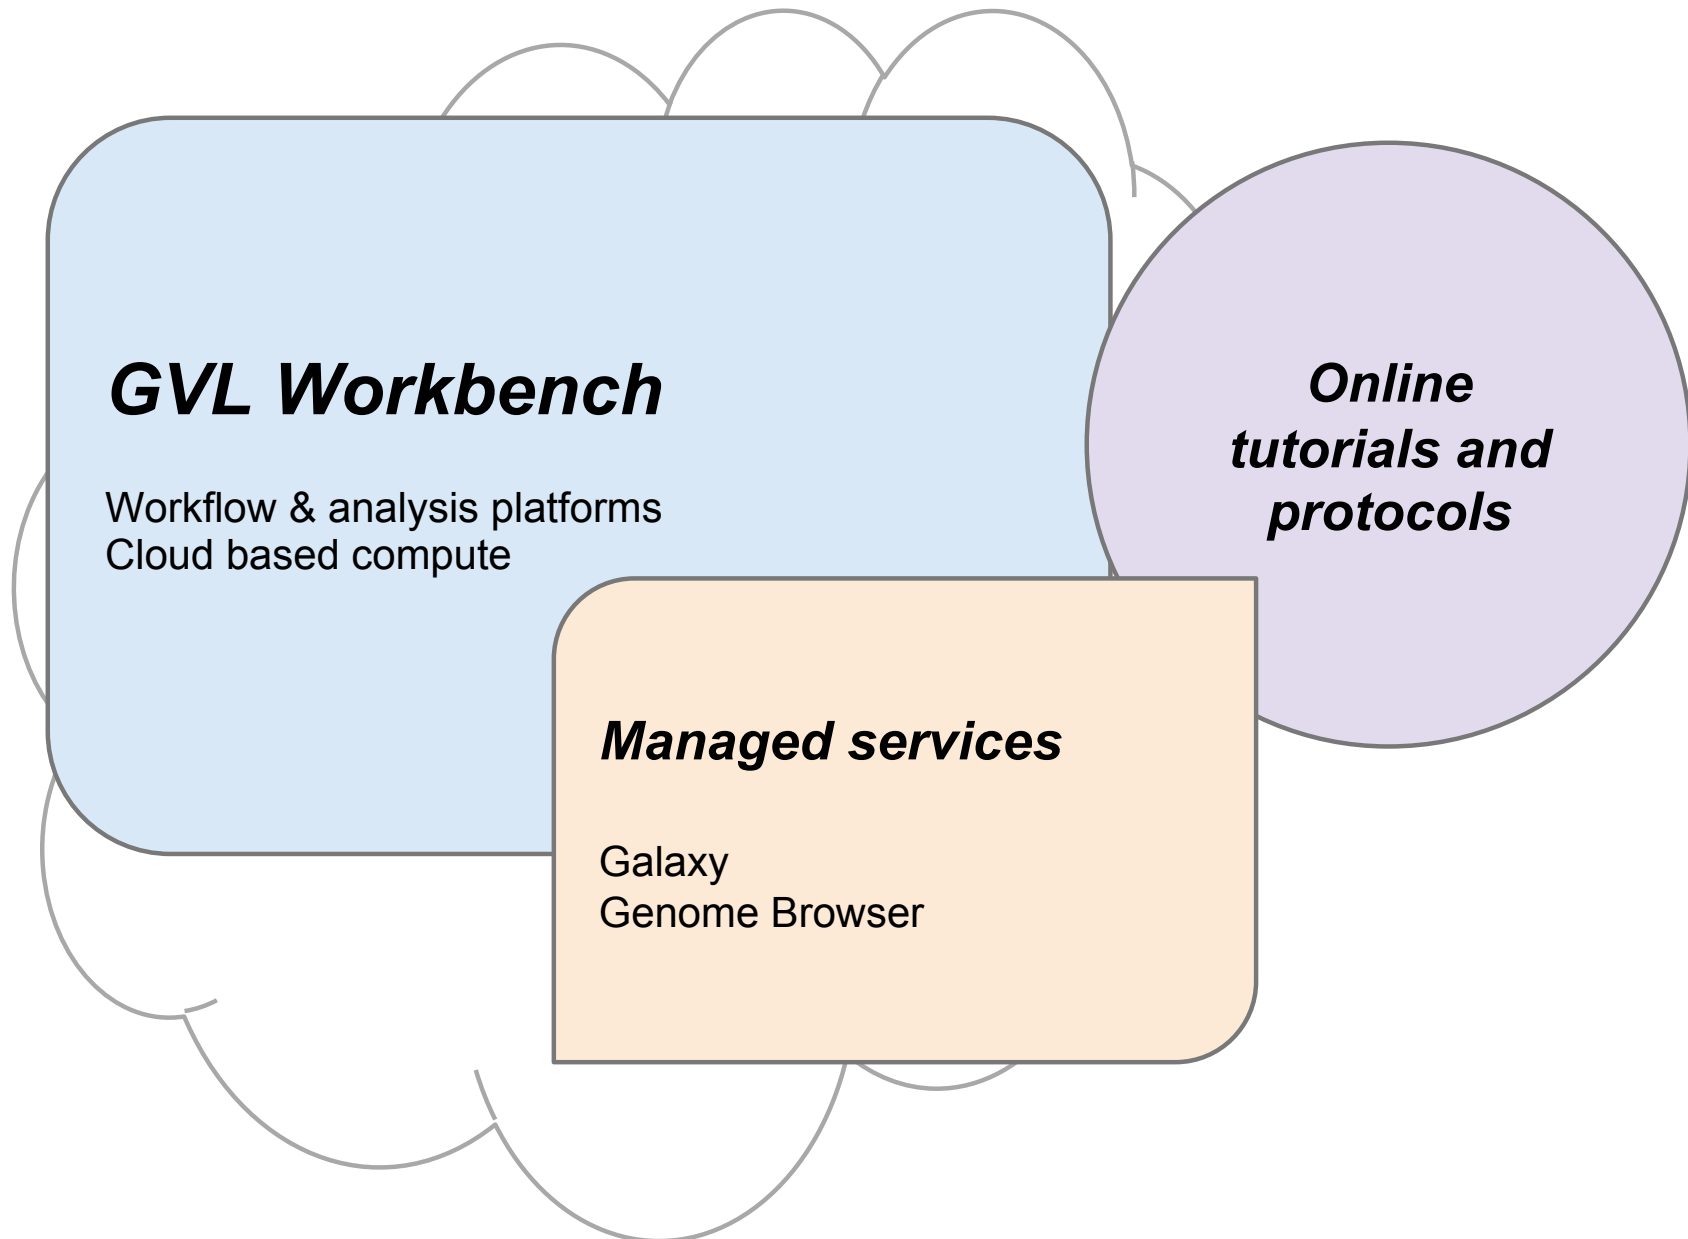 GVL Workbench
Workflow & analysis platforms
Cloud based compute
Online
tutorials and
protocols
Managed services
Galaxy
Genome Browser